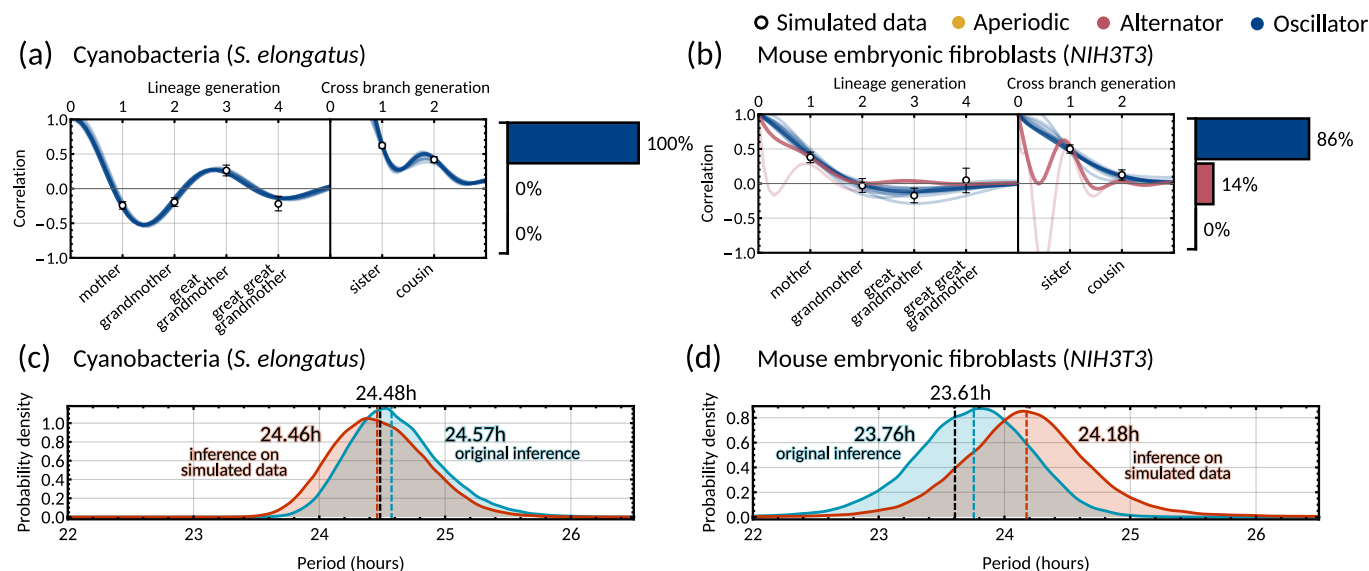 Simulated data Aperiodic Alternator Oscillator
(a) Cyanobacteria (S. elongatus)
Lineage generation Cross branch generation
0 1 2 3 4 0 1 2
Correlation
1.0
0.5
0.0
−0.5
−1.0
100%
0%
0%
mother
grandmother
great
grandmother
great great
grandmother
sister
cousin
(b) Mouse embryonic fibroblasts (NIH3T3)
Lineage generation Cross branch generation
0 1 2 3 4 0 1 2
Correlation
1.0
0.5
0.0
−0.5
−1.0
86%
14%
0%
mother
grandmother
great
grandmother
great great
grandmother
sister
cousin
(c) Cyanobacteria (S. elongatus)
24.48h
Probability density
1.0
0.8
0.6
0.4
0.2
0.0
24.46h
inference on
simulated data
24.57h
original inference
22 23 24 25 26
Period (hours)
(d) Mouse embryonic fibroblasts (NIH3T3)
23.61h
Probability density
0.8
0.6
0.4
0.2
0.0
23.76h
original inference
24.18h
inference on
simulated data
22 23 24 25 26
Period (hours)